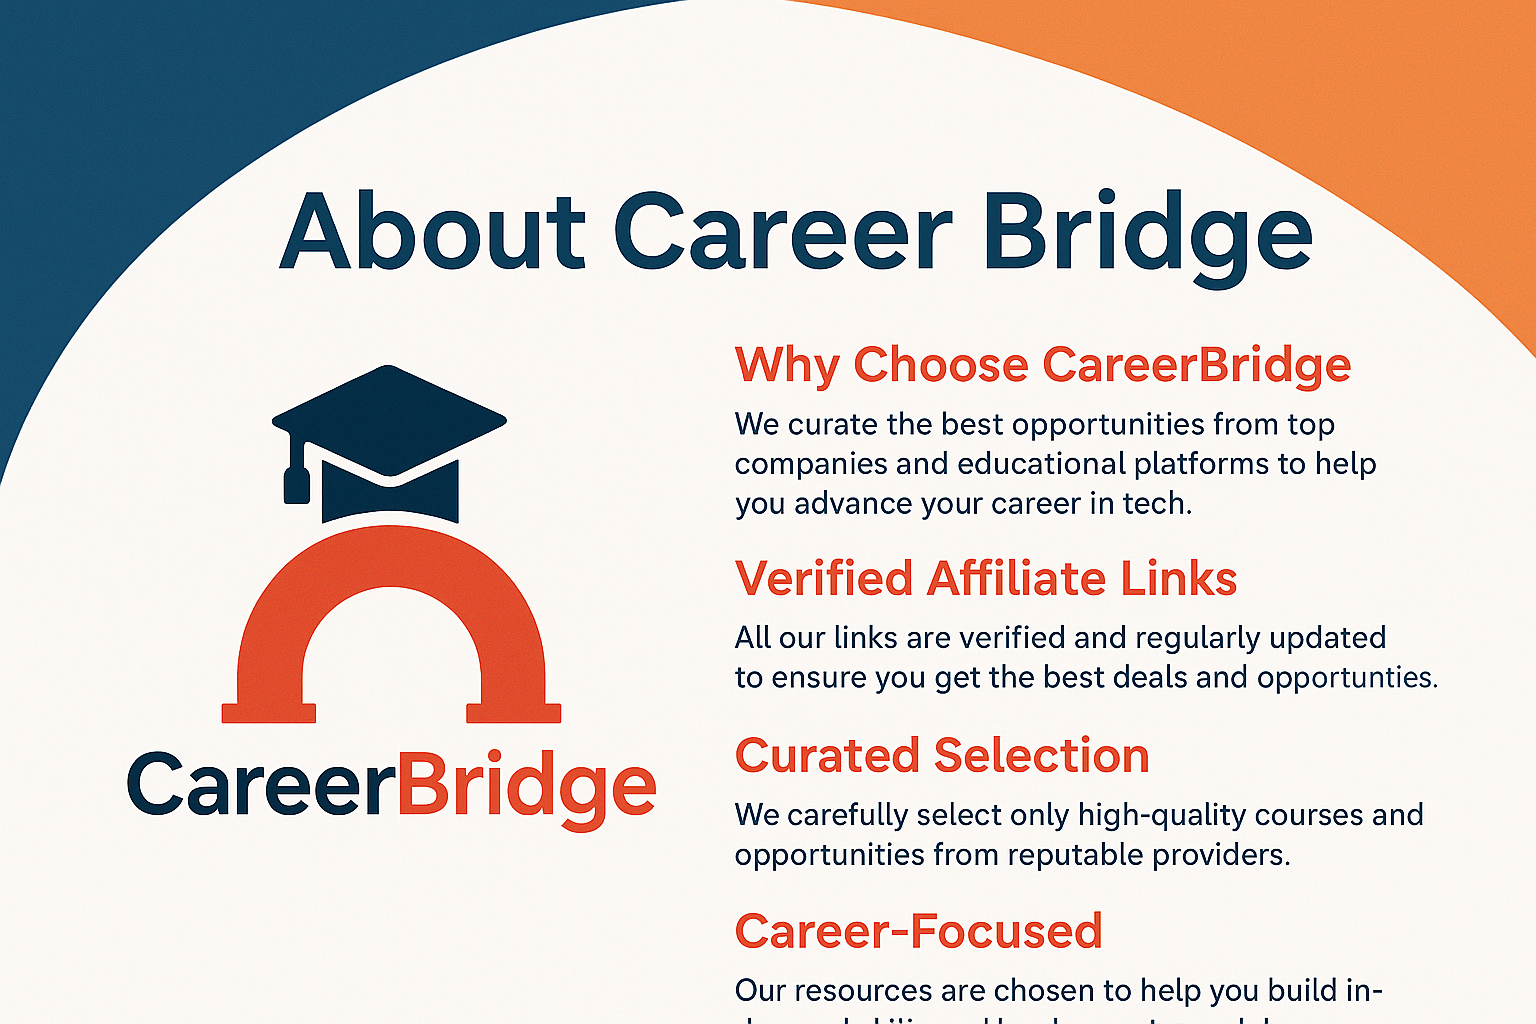 About Career Bridge
CareerBridge
Why Choose CareerBridge
We curate the best opportunities from top
companies and educational platforms to help
you advance your career in tech.
Verified Affiliate Links
All our links are verified and regularly updated
to ensure you get the best deals and opportunties.
Curated Selection
We carefully select only high-quality courses and
opportunities from reputable providers.
Career-Focused
Our resources are chosen to help you build in-